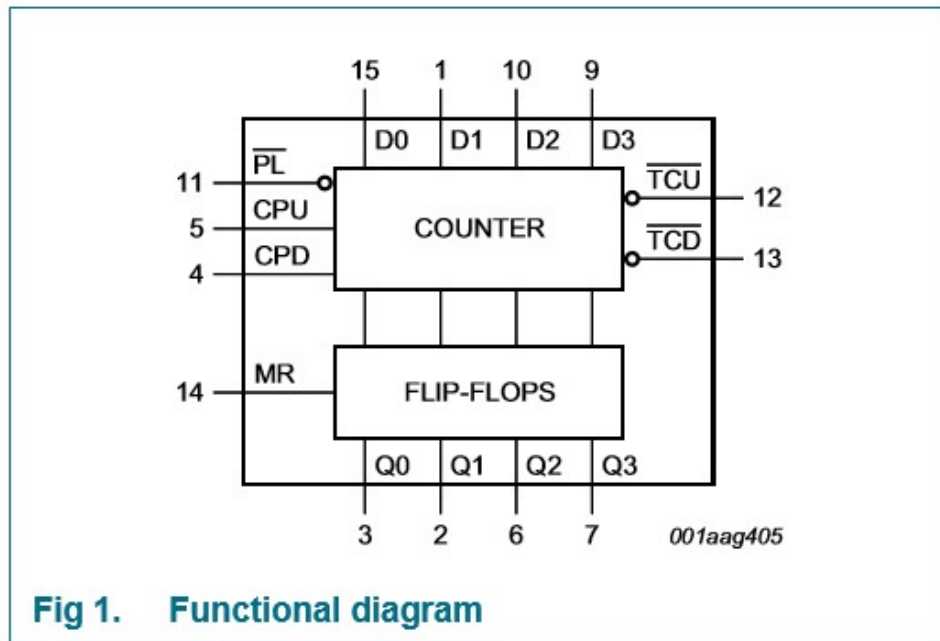 15 1 10 9
D0 D1 D2 D3
11 PL
TCU 12
5 CPU
COUNTER
TCD 13
4 CPD
14 MR
FLIP-FLOPS
Q0 Q1 Q2 Q3
3 2 6 7
001aag405
Fig 1. Functional diagram